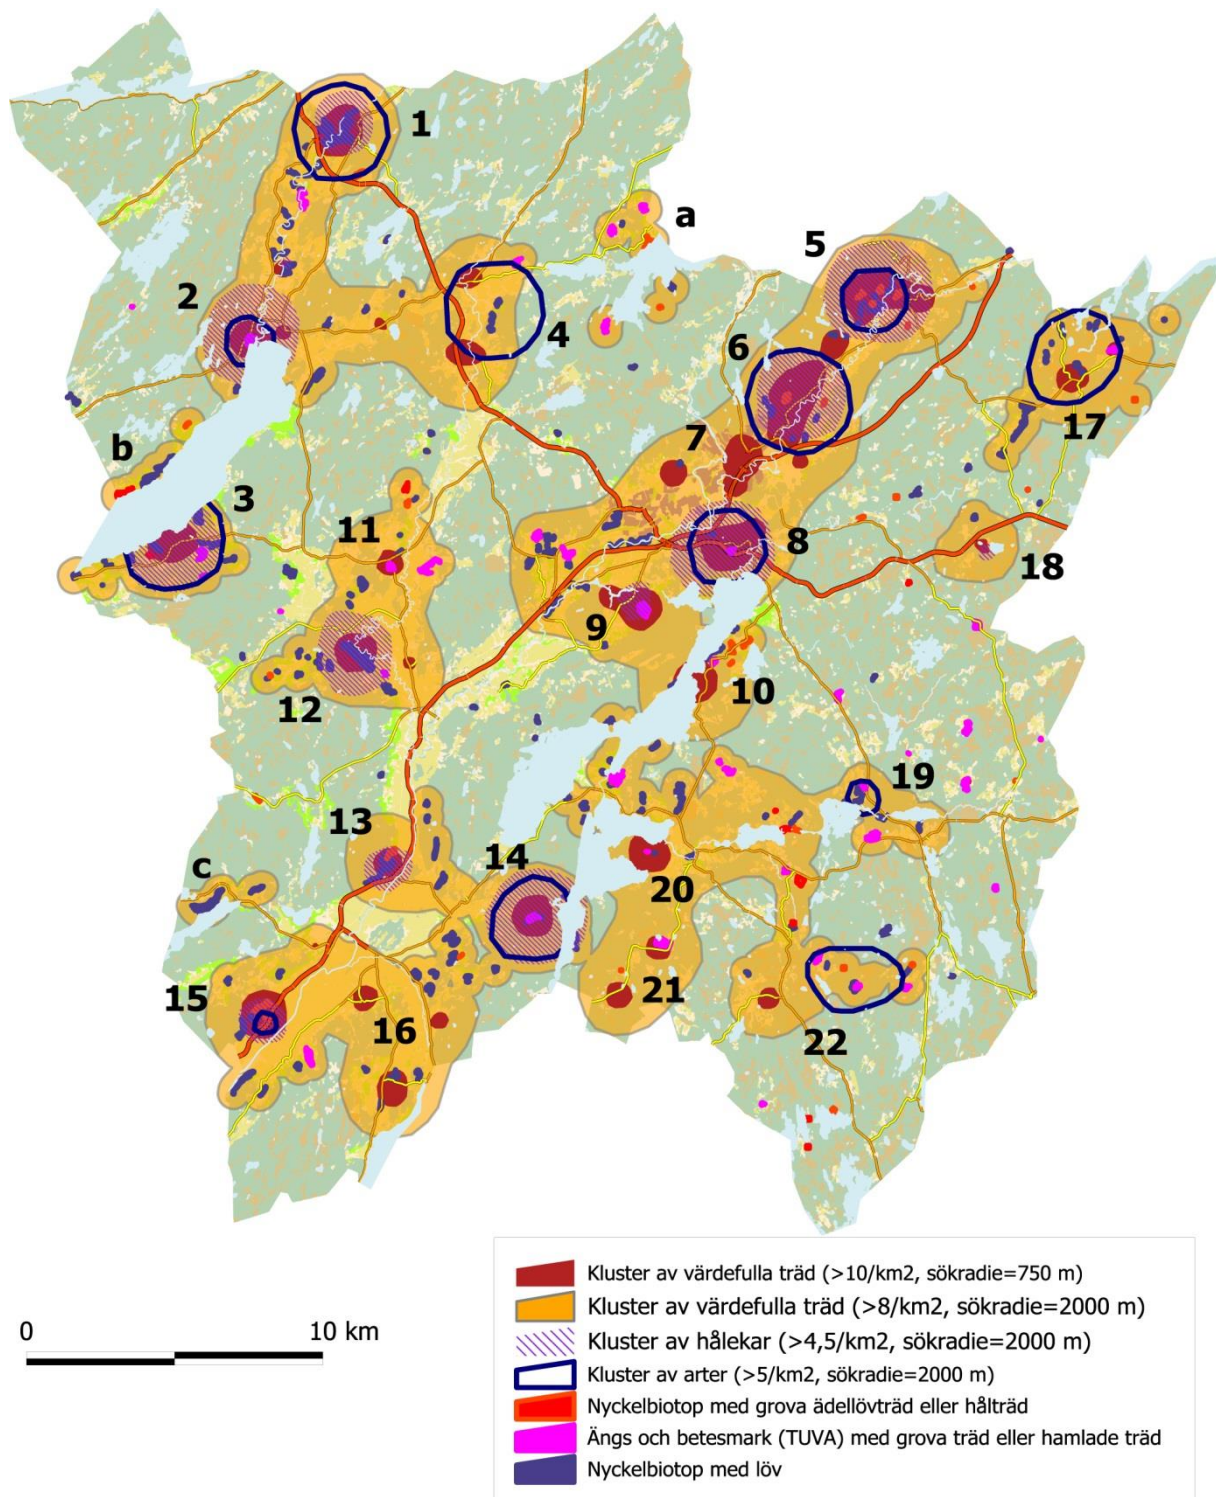 1
a
5
2
4
6
17
7
b
3
8
11
18
9
10
12
19
13
14
c
20
15
21
16
22
0 10 km
Kluster av värdefulla träd (>10/km2, sökradie=750 m)
Kluster av värdefulla träd (>8/km2, sökradie=2000 m)
Kluster av hålekar (>4,5/km2, sökradie=2000 m)
Kluster av arter (>5/km2, sökradie=2000 m)
Nyckelbiotop med grova ädellövträd eller hålträd
Ängs och betesmark (TUVA) med grova träd eller hamlade träd
Nyckelbiotop med löv